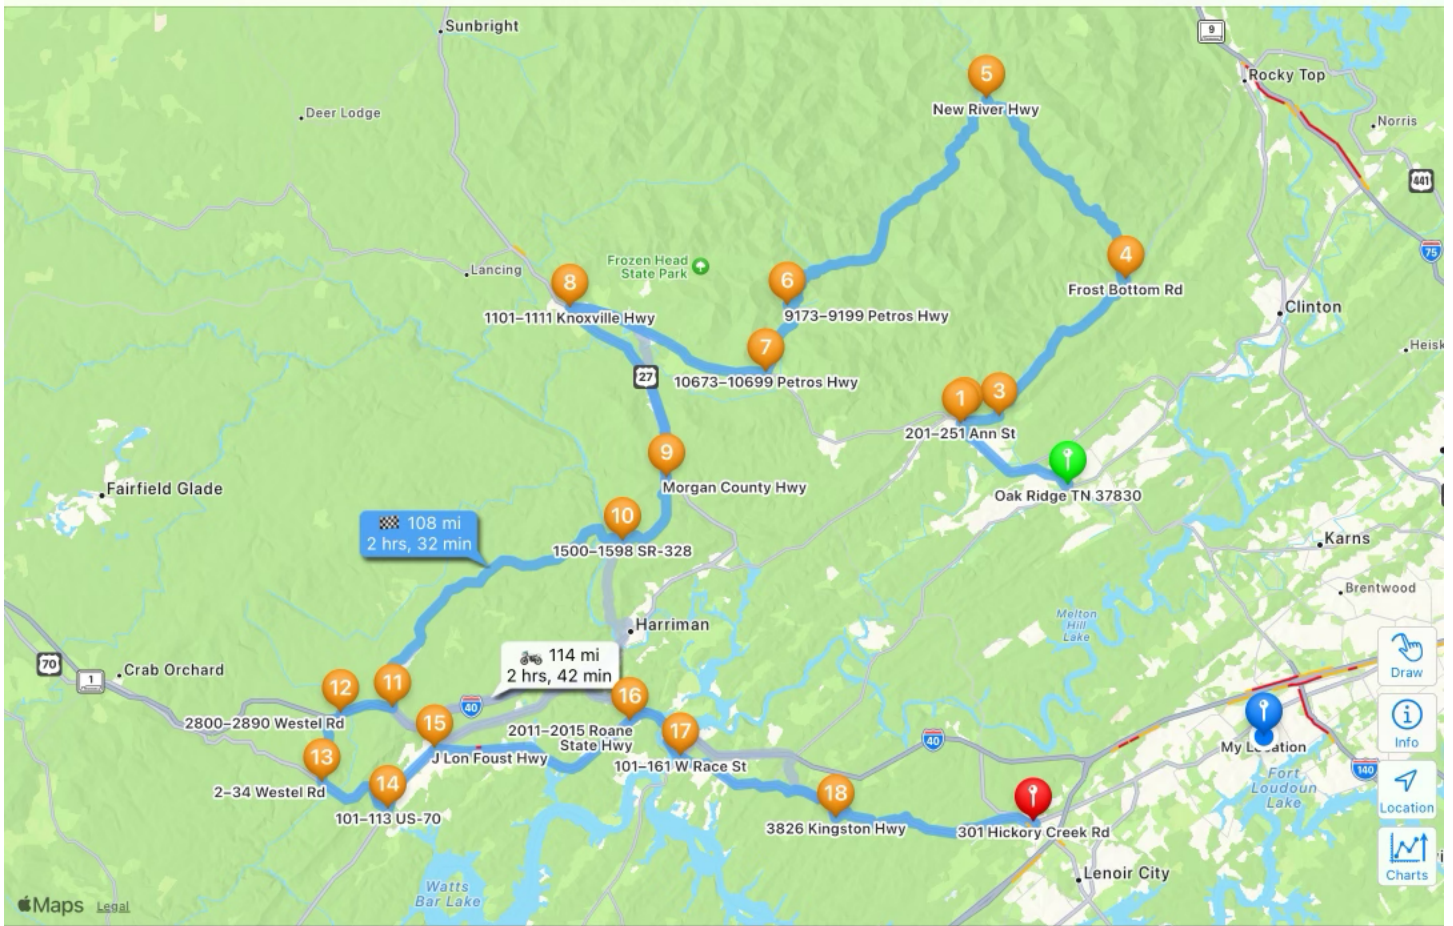 Sunbright
9
Rocky Top
5
New River Hwy
Deer Lodge
Norris
441
75
4
Frost Bottom Rd
Lancing
Frozen Head
State Park
8
6
1101–1111 Knoxville Hwy
9173–9199 Petros Hwy
Clinton
7
27
10673–10699 Petros Hwy
1
3
201–251 Ann St
9
Morgan County Hwy
Oak Ridge TN 37830
Fairfield Glade
108 mi
2 hrs, 32 min
10
1500–1598 SR-328
Karns
Brentwood
Melton
Hill
Lake
Harriman
70
1
Crab Orchard
114 mi
2 hrs, 42 min
Draw
12
11
40
2800–2890 Westel Rd
15
16
2011–2015 Roane
State Hwy
17
J Lon Foust Hwy
101–161 W Race St
40
My Location
Info
140
13
2–34 Westel Rd
14
101–113 US-70
18
3826 Kingston Hwy
301 Hickory Creek Rd
Fort
Loudoun
Lake
Location
Charts
Lenoir City
Watts
Bar Lake
Maps
Legal